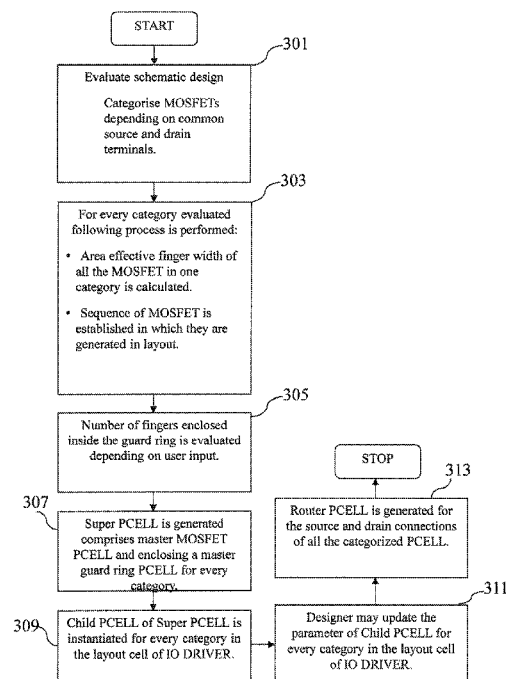 START
301
Evaluate schematic design
Categorise MOSFETs
depending on common
source and drain
terminals.
303
For every category evaluated
following process is performed:
• Area effective finger width of
all the MOSFET in one
category is calculated.
• Sequence of MOSFET is
established in which they are
generated in layout.
305
Number of fingers enclosed
inside the guard ring is evaluated
depending on user input.
307
Super PCELL is generated
comprises master MOSFET
PCELL and enclosing a master
guard ring PCELL for every
category.
309
Child PCELL of Super PCELL is
instantiated for every category in
the layout cell of IO DRIVER.
311
Designer may update the
parameter of Child PCELL for
every category in the layout cell
of IO DRIVER.
313
Router PCELL is generated for
the source and drain connections
of all the categorized PCELL.
STOP